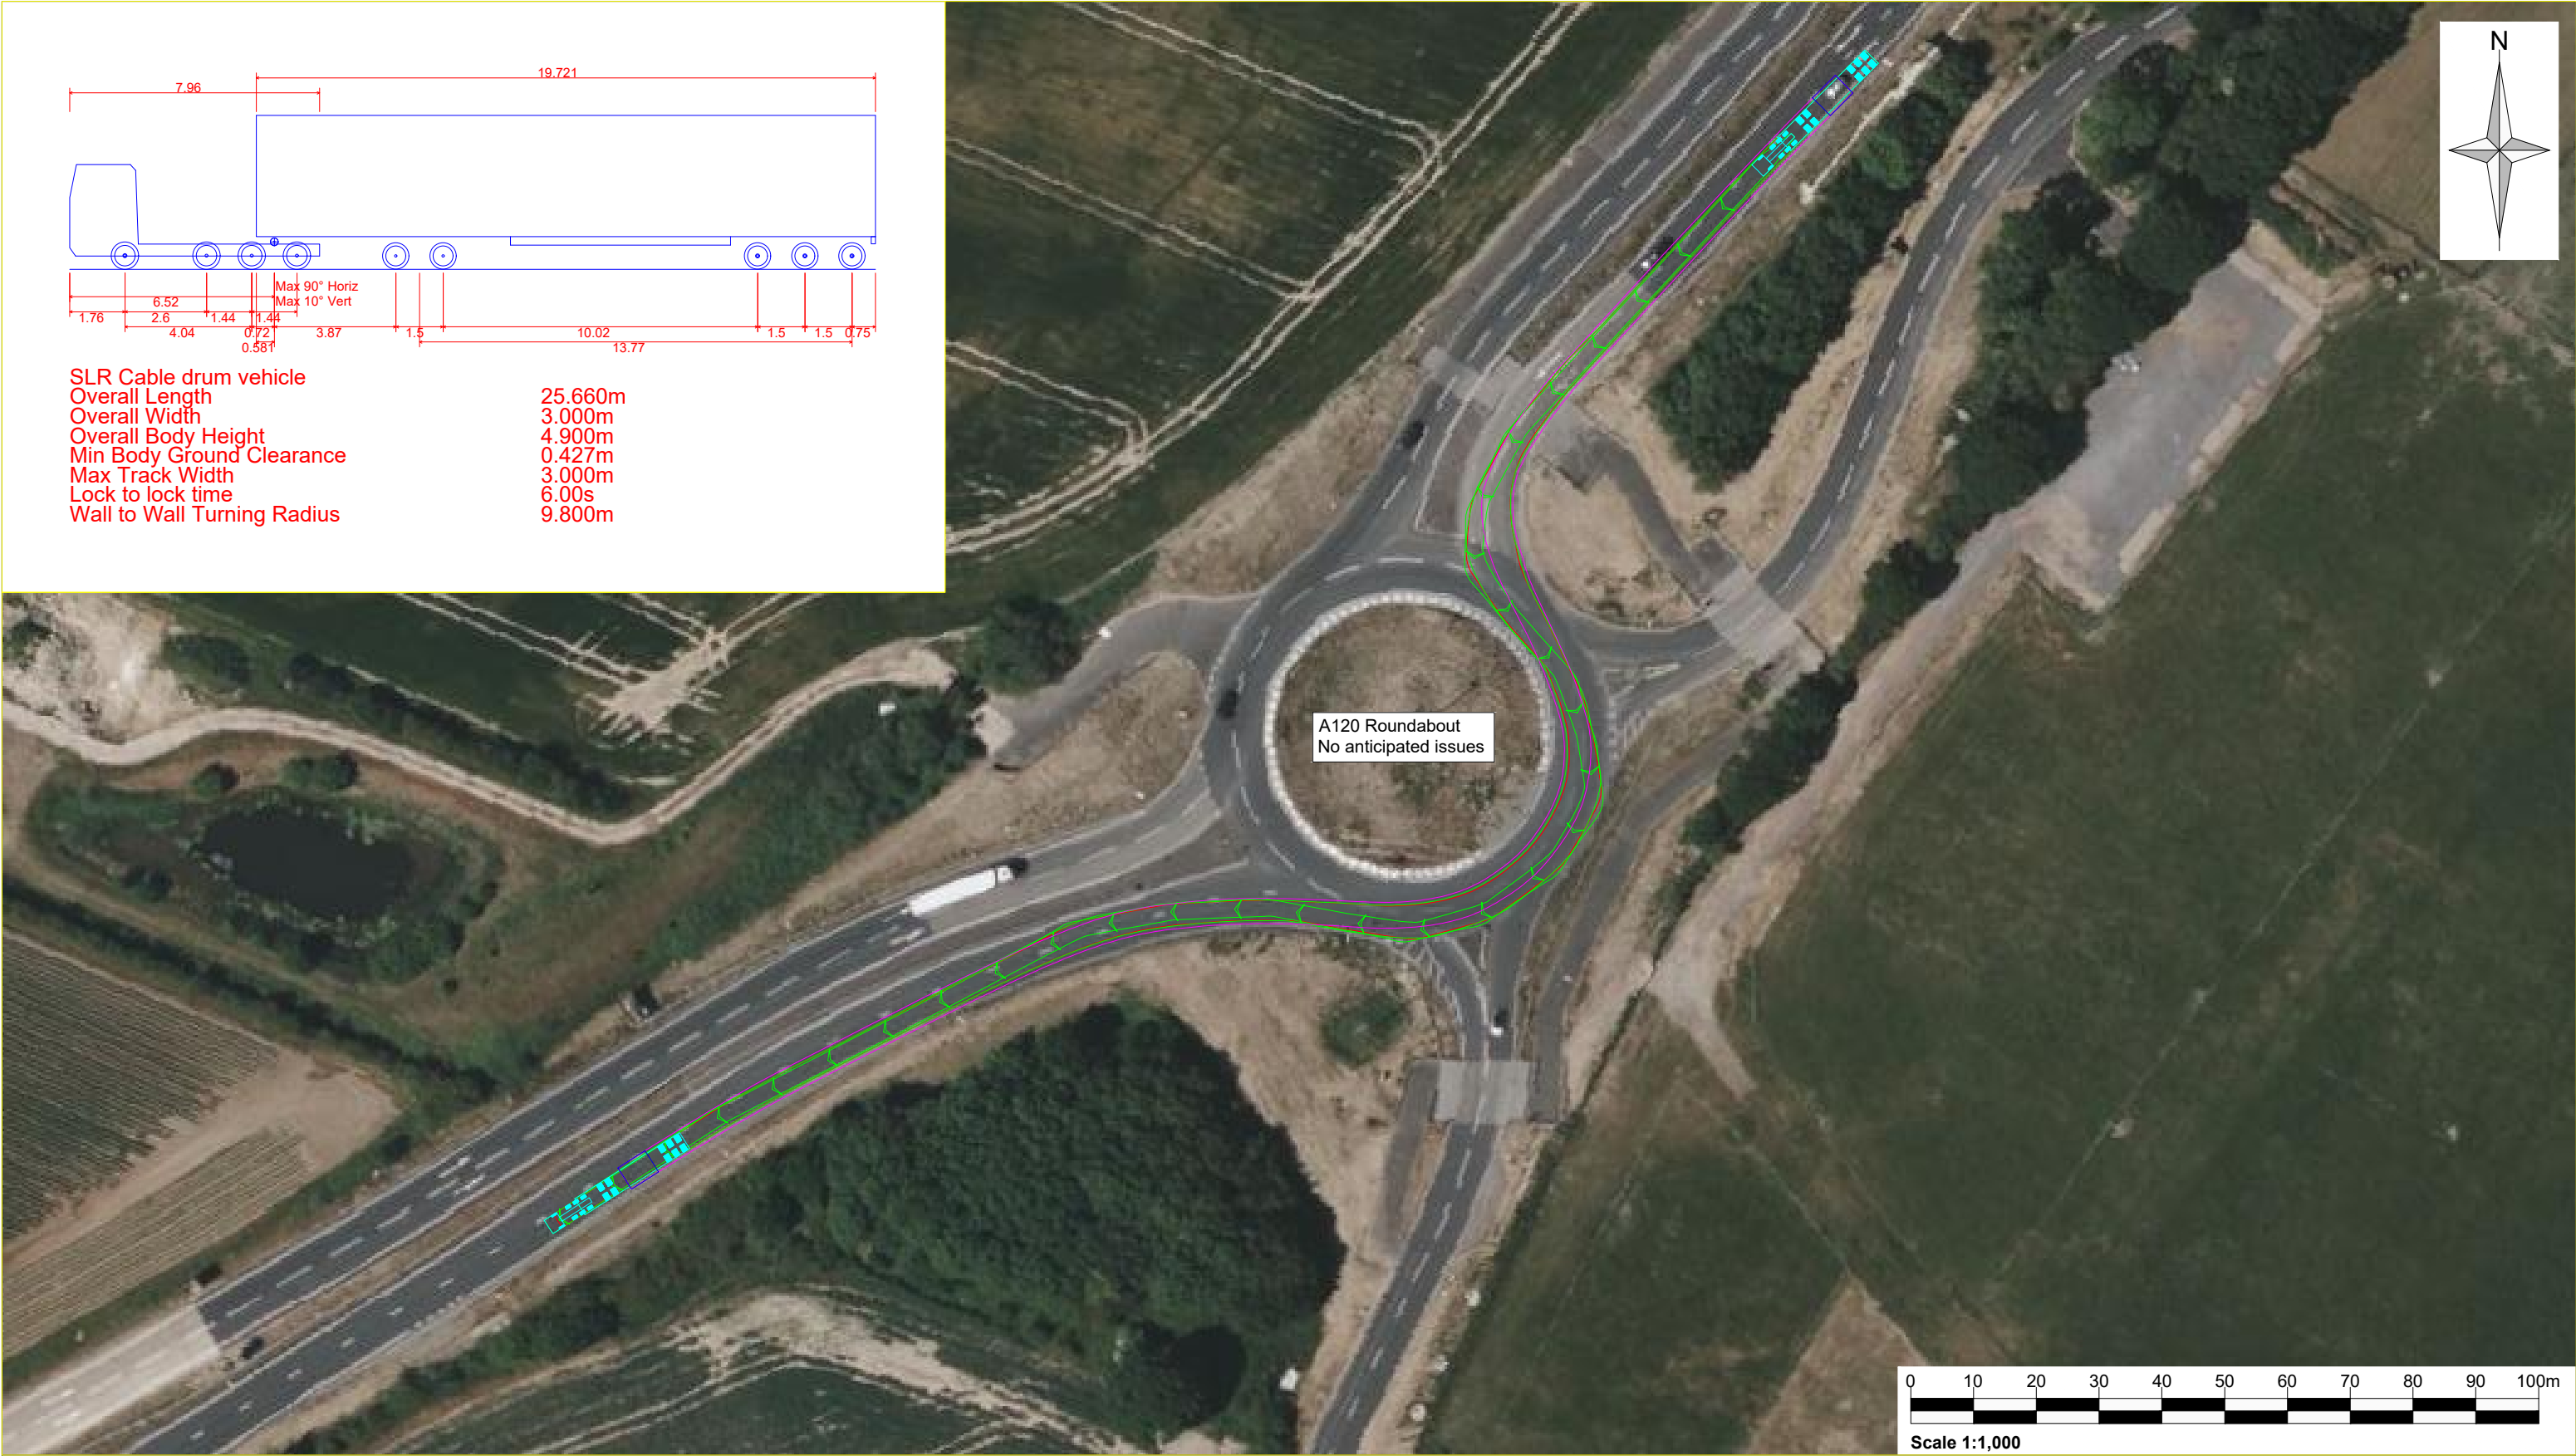 19.721
7.96
Max 90° Horiz
Max 10° Vert
6.52
1.76
2.6
1.44
1.44
4.04
0.72
3.87
1.5
10.02
1.5
1.5
0.75
0.581
13.77
SLR Cable drum vehicle
Overall Length 25.660m
Overall Width 3.000m
Overall Body Height 4.900m
Min Body Ground Clearance 0.427m
Max Track Width 3.000m
Lock to lock time 6.00s
Wall to Wall Turning Radius 9.800m
N
A120 Roundabout
No anticipated issues
0 10 20 30 40 50 60 70 80 90 100m
Scale 1:1,000